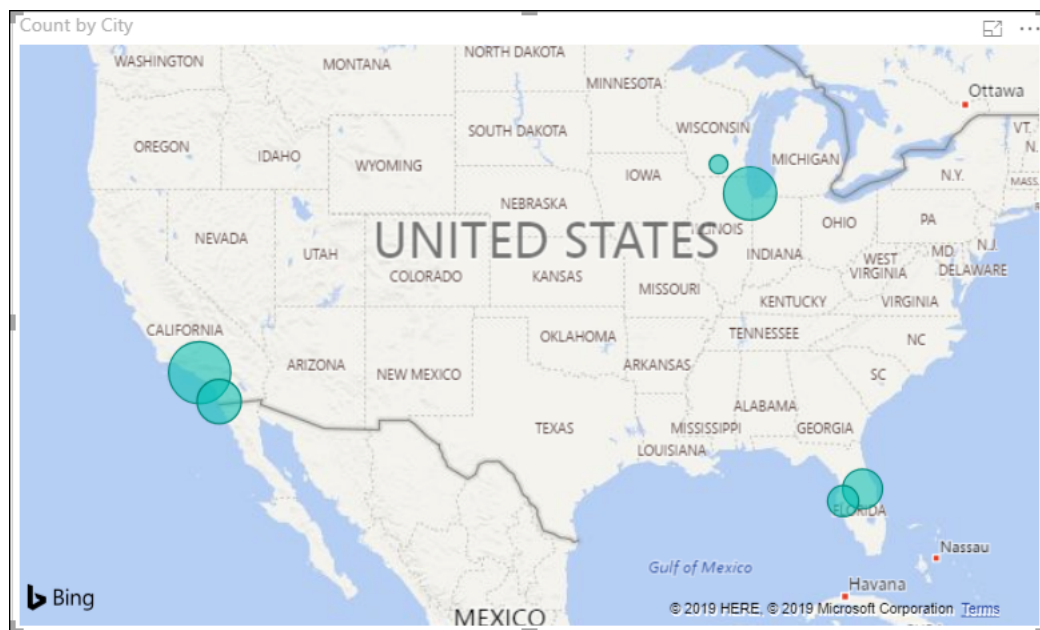 Count by City
WASHINGTON
MONTANA
NORTH DAKOTA
MINNESOTA
Ottawa
OREGON
IDAHO
WYOMING
SOUTH DAKOTA
WISCONSIN
MICHIGAN
VT.
N.
IOWA
N.Y.
MASS
NEBRASKA
NEVADA
UTAH
UNITED STATES
OHIO
PA
COLORADO
KANSAS
MISSOURI
INDIANA
WEST
VIRGINIA
MD
N.J.
DELAWARE
KENTUCKY
VIRGINIA
CALIFORNIA
OKLAHOMA
TENNESSEE
NC
ARIZONA
NEW MEXICO
ARKANSAS
SC
TEXAS
ALABAMA
MISSISSIPPI
GEORGIA
LOUISIANA
FLORIDA
Nassau
Gulf of Mexico
Havana
Bing
MEXICO
© 2019 HERE, © 2019 Microsoft Corporation Terms